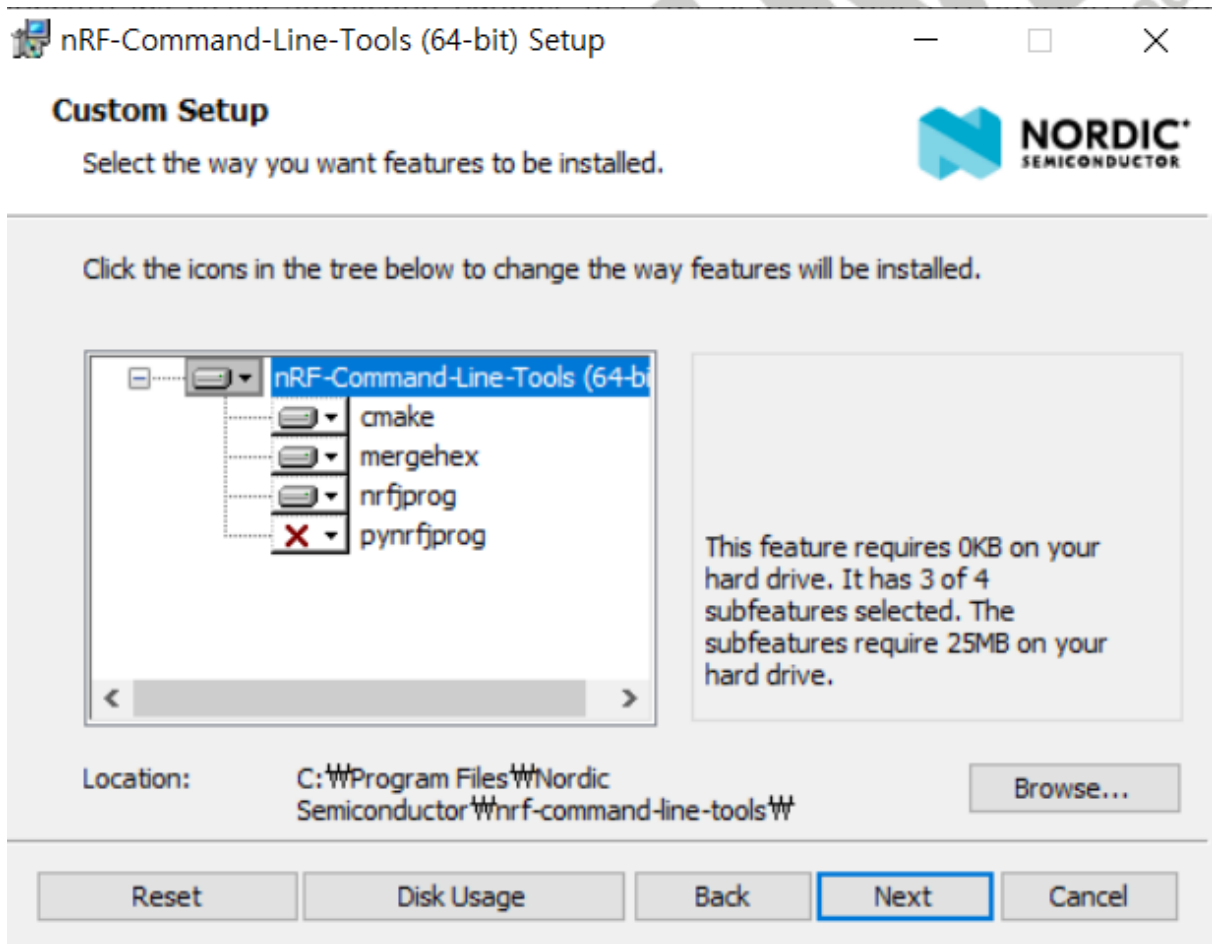 nRF-Command-Line-Tools (64-bit) Setup
Custom Setup
Select the way you want features to be installed.
NORDIC
SEMICONDUCTOR
Click the icons in the tree below to change the way features will be installed.
nRF-Command-Line-Tools (64-bi
cmake
mergehex
nrfjprog
pynrfjprog
This feature requires 0KB on your
hard drive. It has 3 of 4
subfeatures selected. The
subfeatures require 25MB on your
hard drive.
Location:
C:₩Program Files₩Nordic
Semiconductor₩nrf-command-line-tools₩
Browse...
Reset
Disk Usage
Back
Next
Cancel